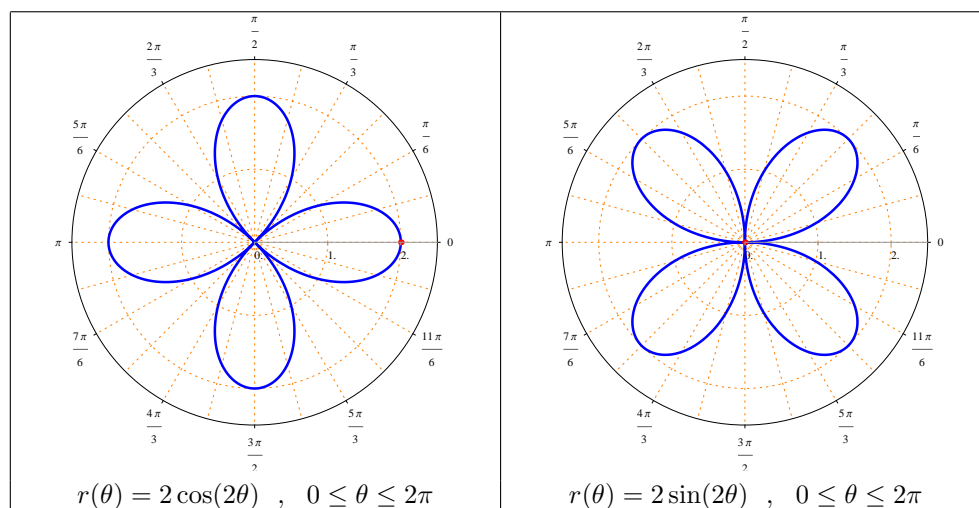 π/2
2π/3 π/3
5π/6 π/6
π 0. 1. 2. 0
7π/6 11π/6
4π/3 5π/3
3π/2
r(θ) = 2 cos(2θ) , 0 ≤ θ ≤ 2π
π/2
2π/3 π/3
5π/6 π/6
π 0. 1. 2. 0
7π/6 11π/6
4π/3 5π/3
3π/2
r(θ) = 2 sin(2θ) , 0 ≤ θ ≤ 2π